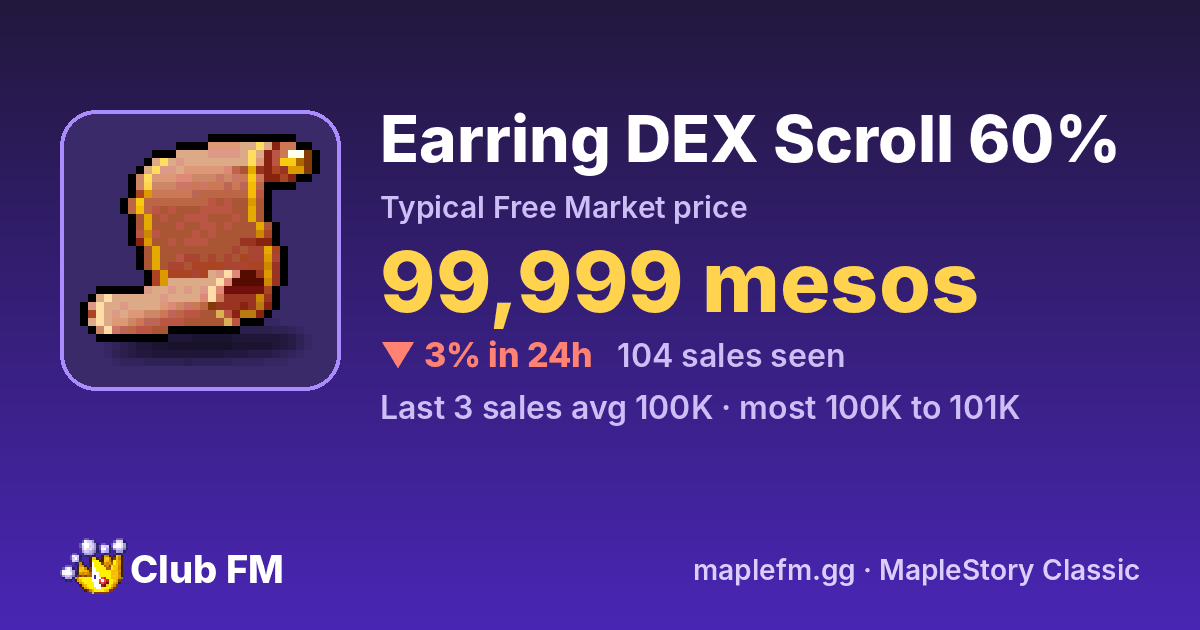 Earring DEX Scroll 60%
Typical Free Market price
99,999 mesos
▼ 3% in 24h 104 sales seen
Last 3 sales avg 100K · most 100K to 101K
Club FM
maplefm.gg · MapleStory Classic